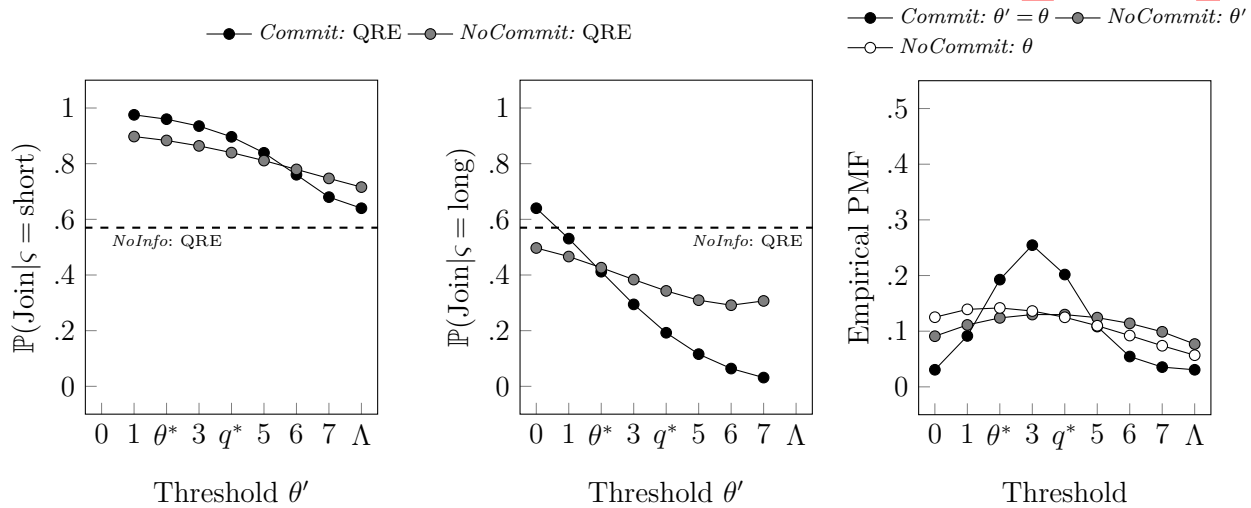 Commit: QRE NoCommit: QRE
Commit: θ′ = θ NoCommit: θ′
NoCommit: θ
ℙ(Join|ς = short)
1
.8
.6
.4
.2
0
NoInfo: QRE
0 1 θ* 3 q* 5 6 7 Λ
Threshold θ′
ℙ(Join|ς = long)
1
.8
.6
.4
.2
0
NoInfo: QRE
0 1 θ* 3 q* 5 6 7 Λ
Threshold θ′
Empirical PMF
.5
.4
.3
.2
0.1
0
0 1 θ* 3 q* 5 6 7 Λ
Threshold